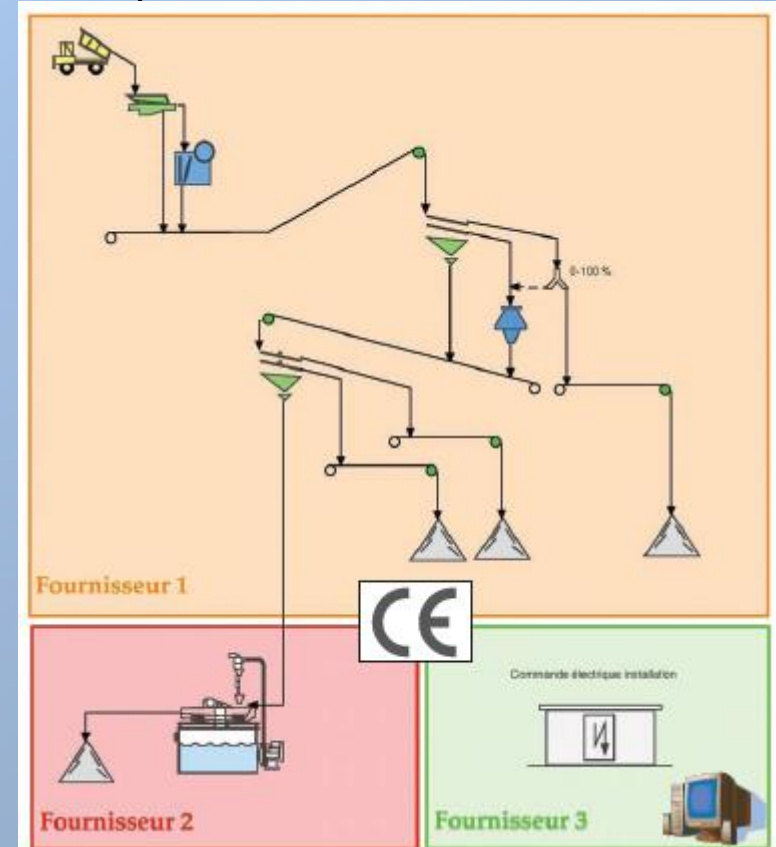 0-100 %
Fournisseur 1
CE
Commande électrique installation
Fournisseur 2
Fournisseur 3